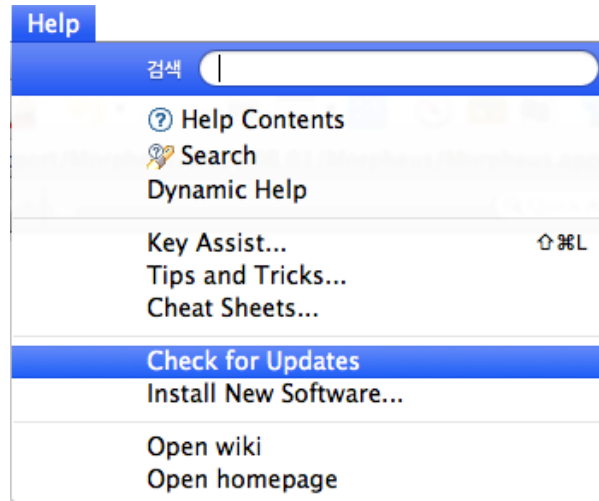 Help
검색
Help Contents
Search
Dynamic Help
Key Assist... ⇧⌘L
Tips and Tricks...
Cheat Sheets...
Check for Updates
Install New Software...
Open wiki
Open homepage